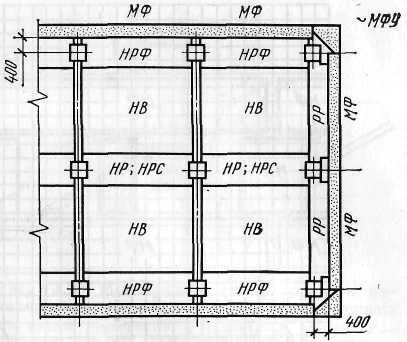 МФ МФ
~МФУ
НРФ НРФ
400
НВ НВ
РР
МФ
НР; НРС НР; НРС
НВ НВ
РР
МФ
НРФ НРФ
400